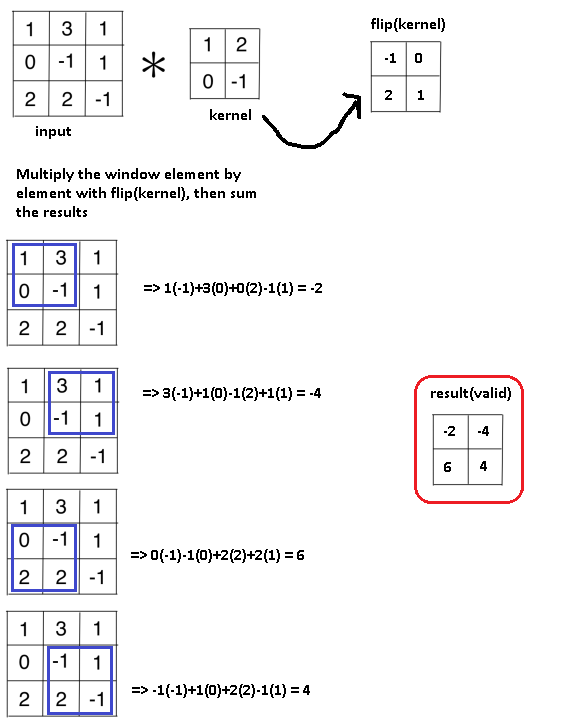 flip(kernel)
1 3 1
0 -1 1
2 2 -1
*
1 2
0 -1
-1 0
2 1
input
kernel
Multiply the window element by
element with flip(kernel), then sum
the results
1 3 1
0 -1 1
2 2 -1
=> 1(-1)+3(0)+0(2)-1(1) = -2
1 3 1
0 -1 1
2 2 -1
=> 3(-1)+1(0)-1(2)+1(1) = -4
result(valid)
-2 -4
6 4
1 3 1
0 -1 1
2 2 -1
=> 0(-1)-1(0)+2(2)+2(1) = 6
1 3 1
0 -1 1
2 2 -1
=> -1(-1)+1(0)+2(2)-1(1) = 4